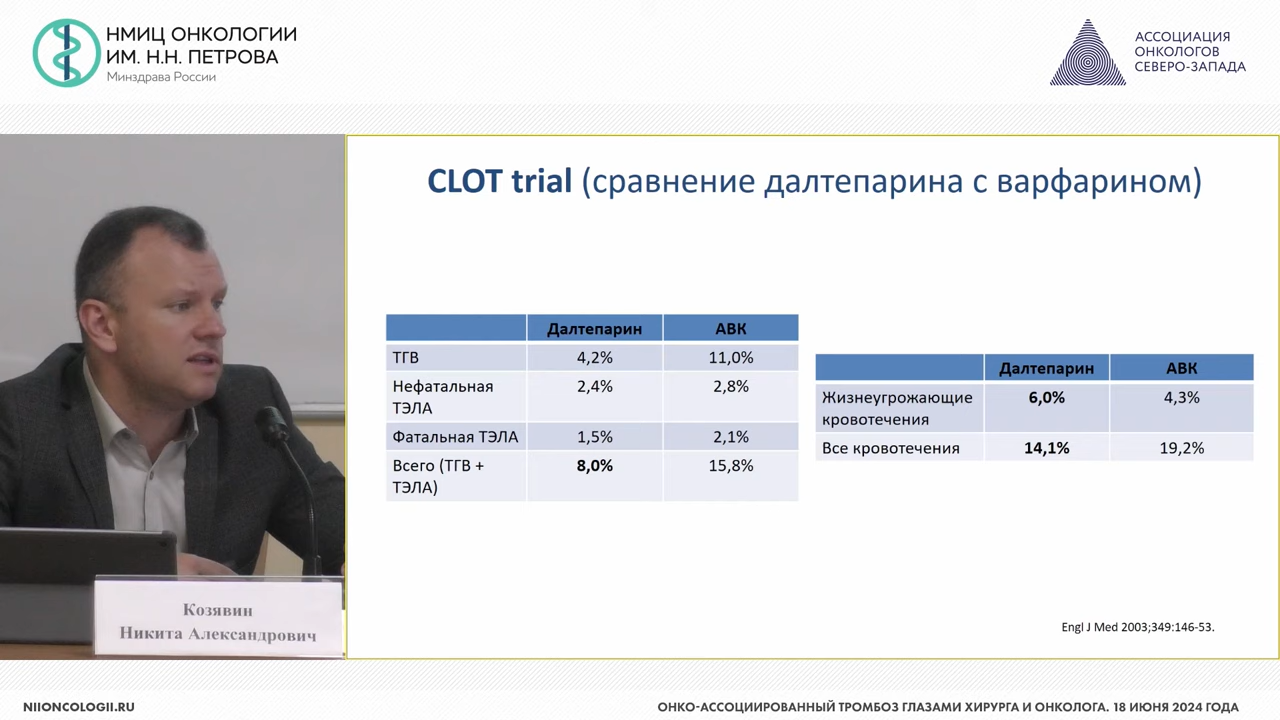 НМИЦ ОНКОЛОГИИ
ИМ. Н.Н. ПЕТРОВА
Минздрава России
АССОЦИАЦИЯ
ОНКОЛОГОВ
СЕВЕРО-ЗАПАДА
CLOT trial (сравнение далтепарина с варфарином)
Далтепарин АВК
ТГВ 4,2% 11,0%
Нефатальная
ТЭЛА 2,4% 2,8%
Фатальная ТЭЛА 1,5% 2,1%
Всего (ТГВ +
ТЭЛА) 8,0% 15,8%
Далтепарин АВК
Жизнеугрожающие
кровотечения 6,0% 4,3%
Все кровотечения 14,1% 19,2%
Engl J Med 2003;349:146-53.
Козявин
Никита Александрович
NIIONCOLOGII.RU
ОНКО-АССОЦИИРОВАННЫЙ ТРОМБОЗ ГЛАЗАМИ ХИРУРГА И ОНКОЛОГА. 18 ИЮНЯ 2024 ГОДА